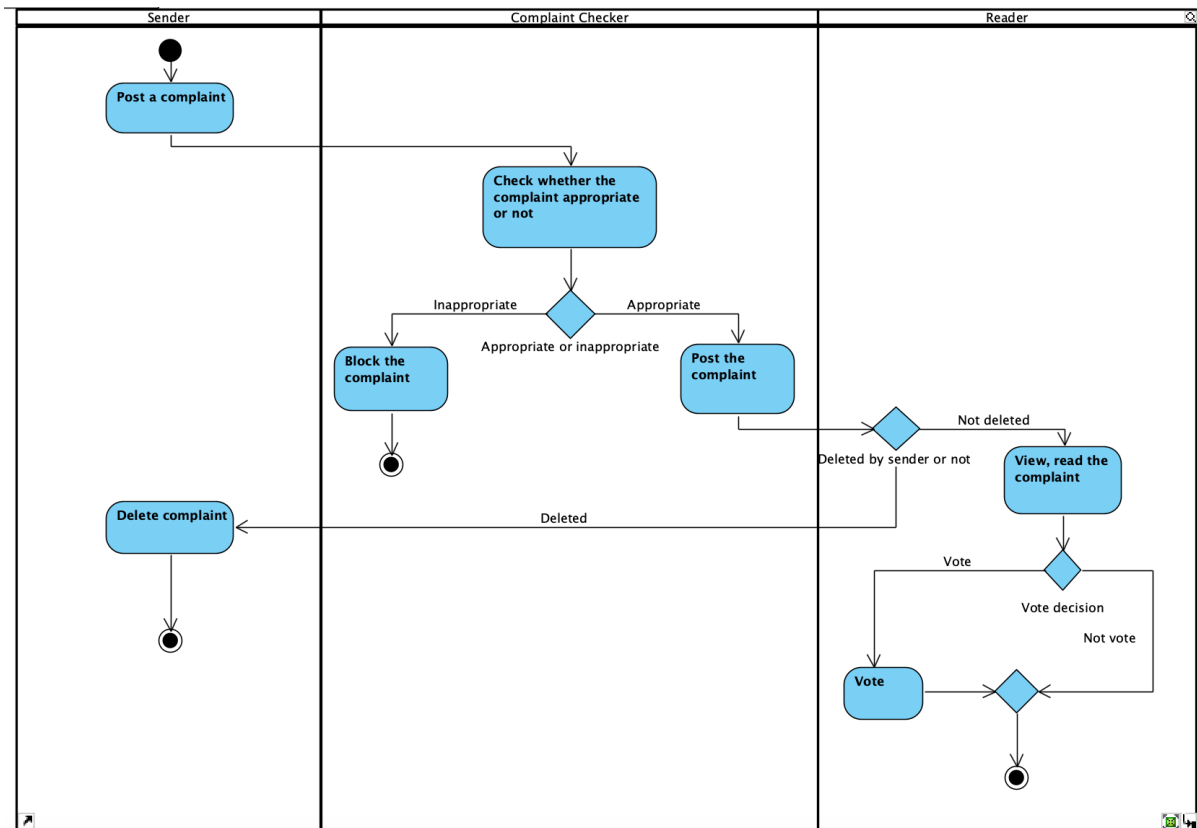 Sender
Complaint Checker
Reader
Post a complaint
Check whether the
complaint appropriate
or not
Inappropriate
Appropriate
Appropriate or inappropriate
Block the
complaint
Post the
complaint
Not deleted
Deleted by sender or not
View, read the
complaint
Delete complaint
Deleted
Vote
Vote decision
Not vote
Vote